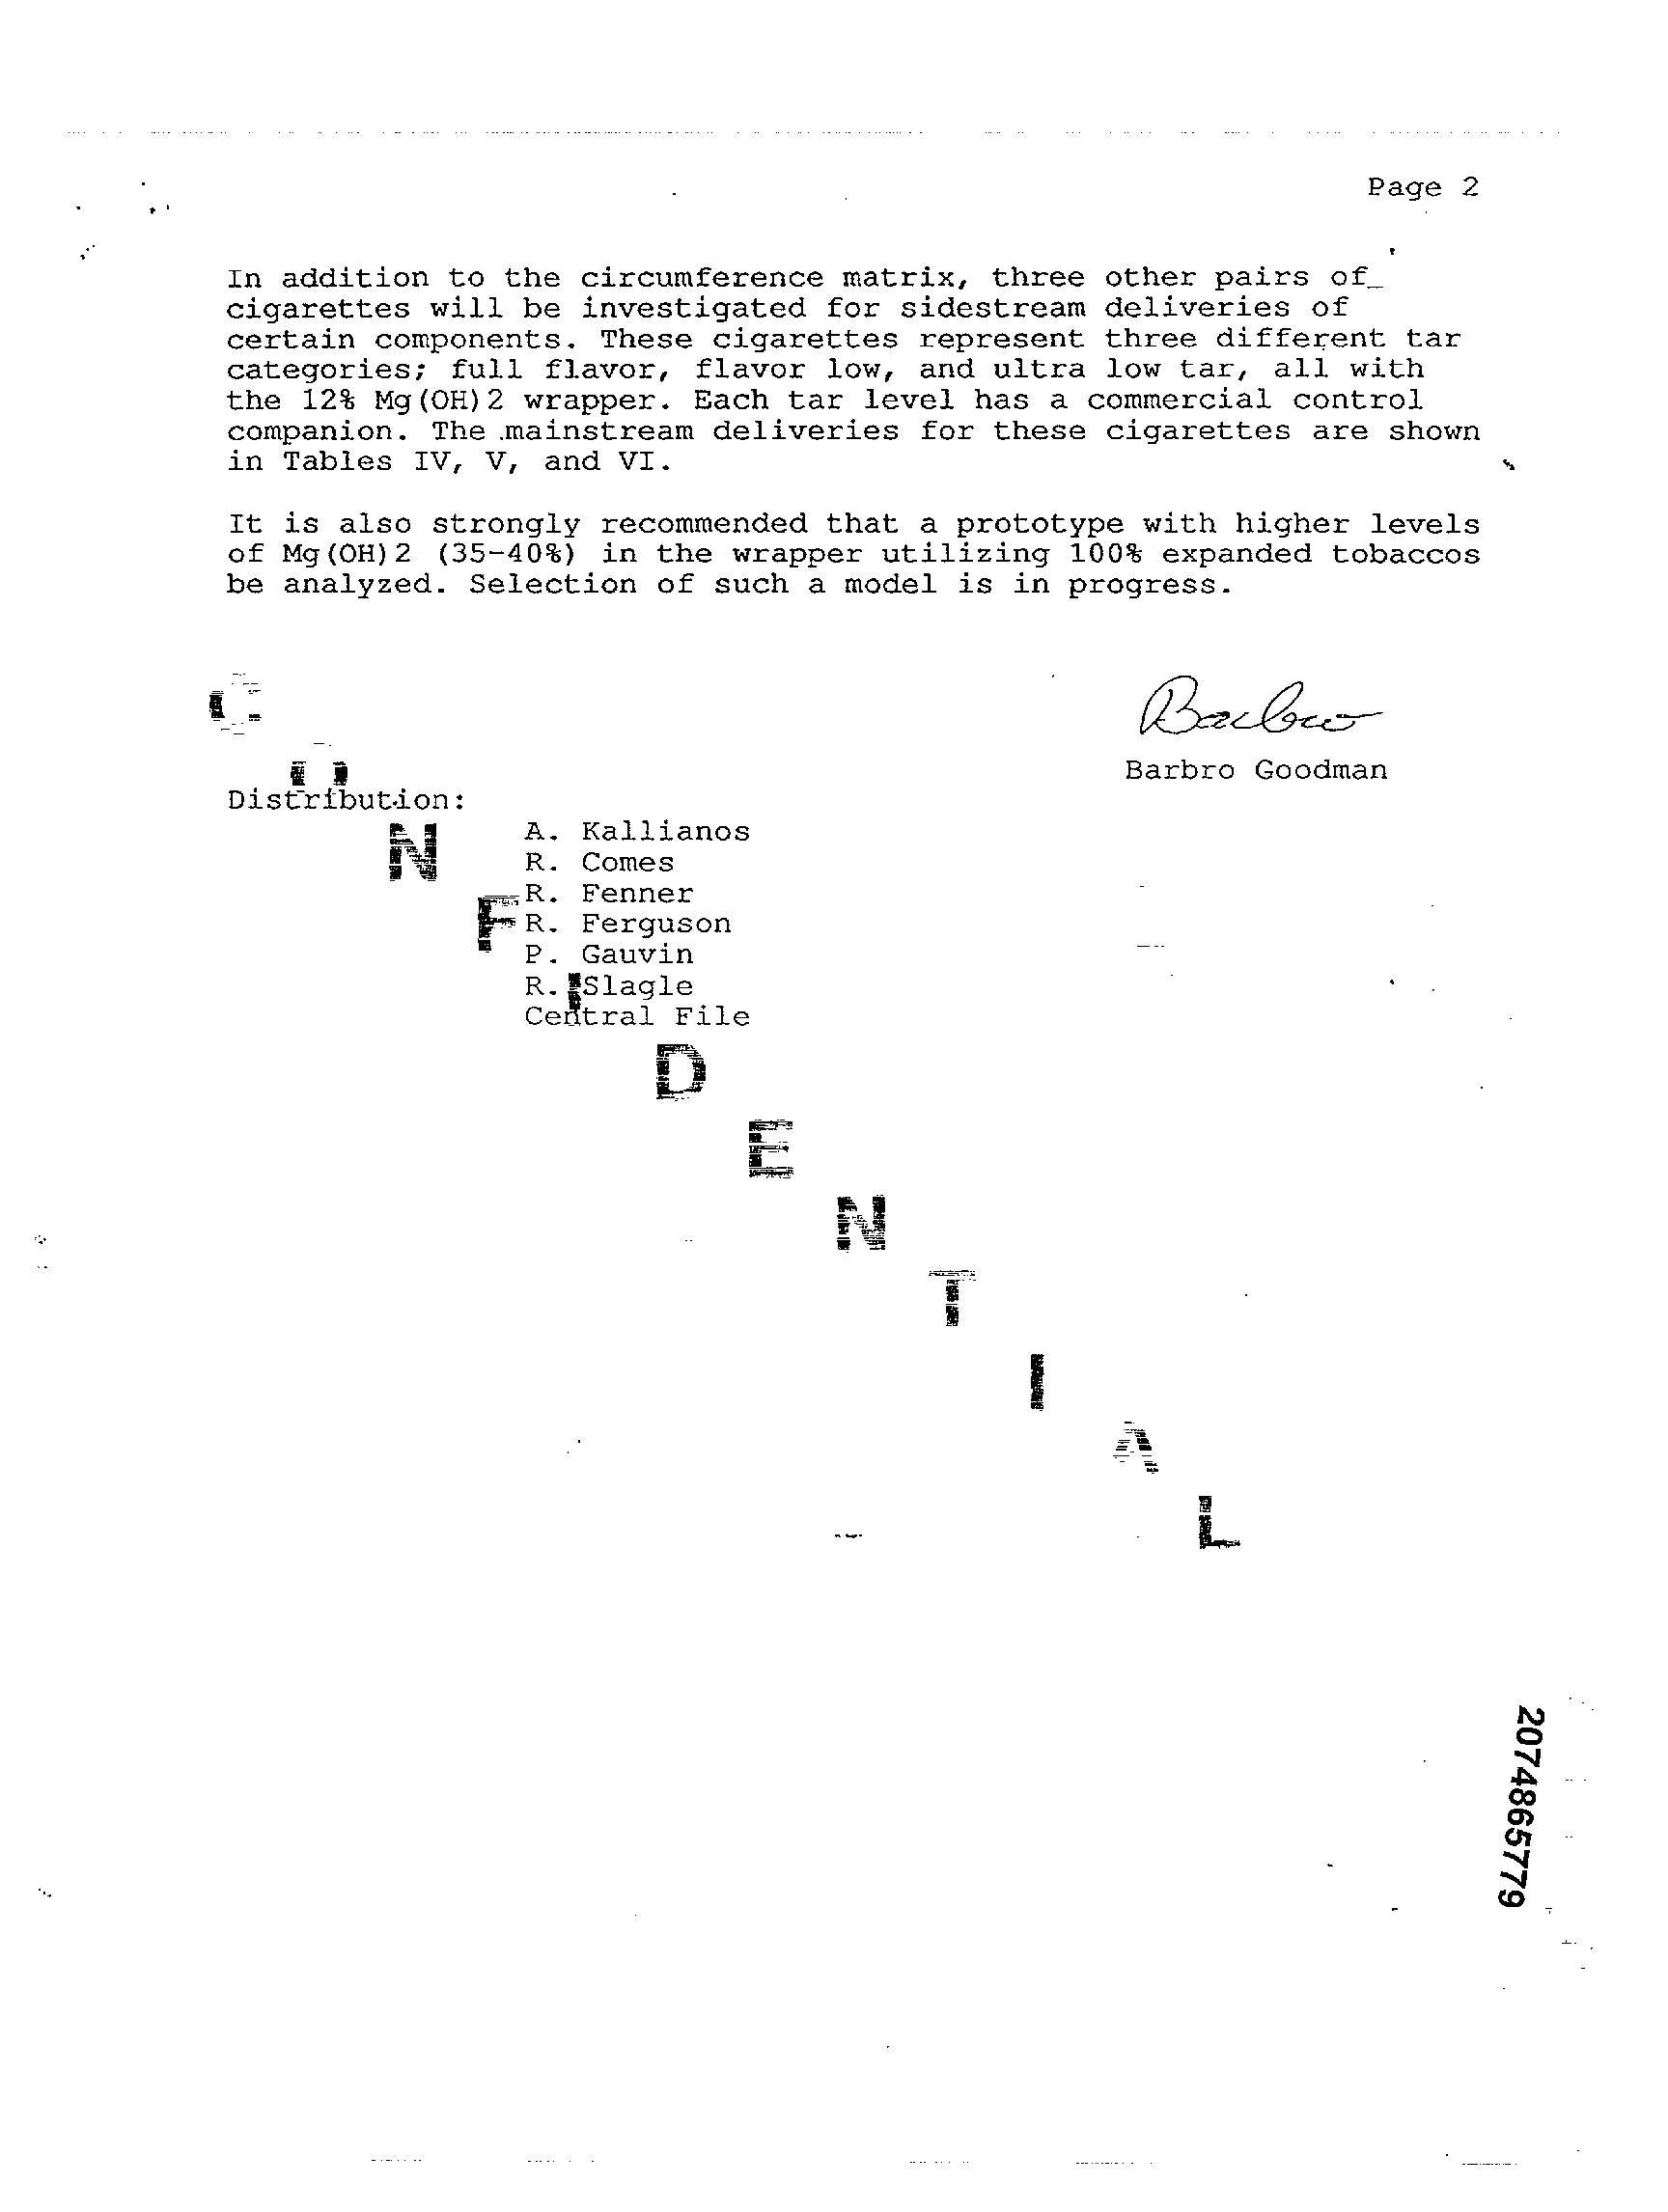 Page 2
In addition to the circumference matrix, three other pairs of_
cigarettes will be investigated for sidestream deliveries of
certain components. These cigarettes represent three different tar
categories; full flavor, flavor low, and ultra low tar, all with
the 12% Mg(OH)2 wrapper. Each tar level has a commercial control
companion. The mainstream deliveries for these cigarettes are shown
in Tables IV, V, and VI.
It is also strongly recommended that a prototype with higher levels
of Mg(OH)2 (35-40%) in the wrapper utilizing 100% expanded tobaccos
be analyzed. Selection of such a model is in progress.
Barbro
Barbro Goodman
Distribution:
A. Kallianos
R. Comes
R. Fenner
R. Ferguson
P. Gauvin
R. Slagle
Central File
CONFIDENTIAL
2074865779